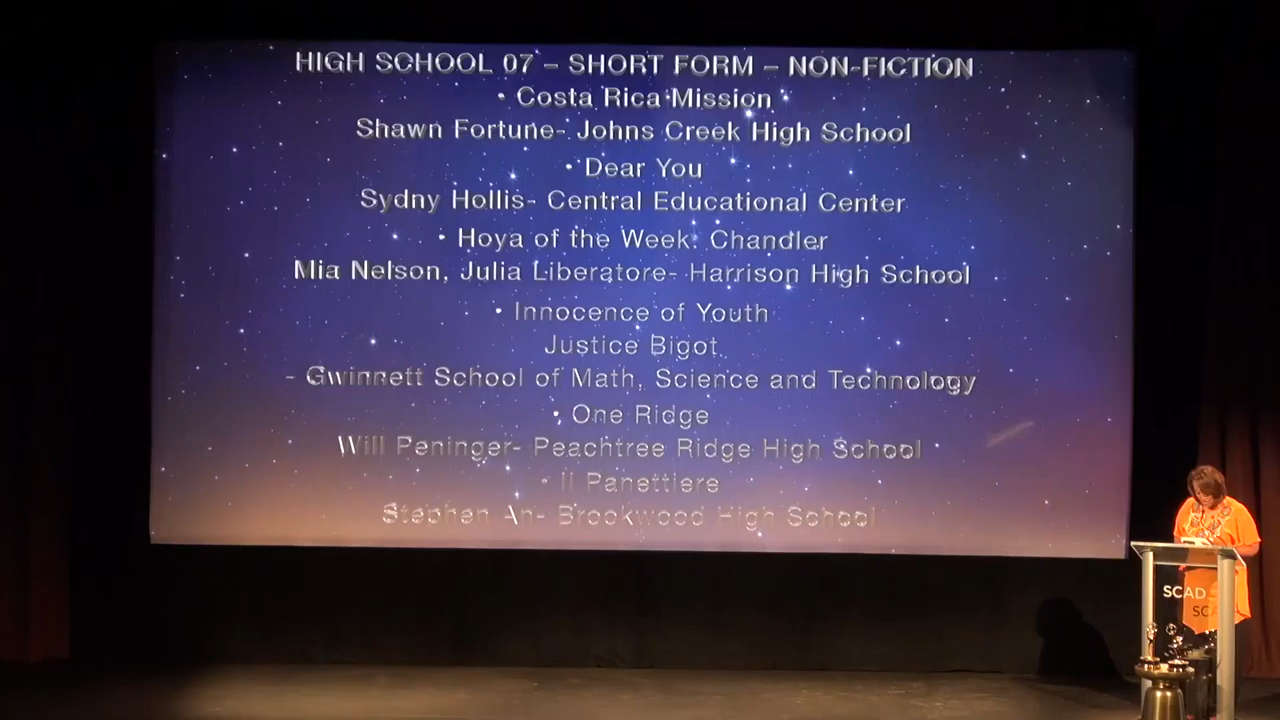 HIGH SCHOOL 07 – SHORT FORM – NON-FICTION
• Costa Rica Mission
Shawn Fortune- Johns Creek High School
• Dear You
Sydny Hollis- Central Educational Center
• Hoya of the Week: Chandler
Mia Nelson, Julia Liberatore- Harrison High School
• Innocence of Youth
Justice Bigot
- Gwinnett School of Math, Science and Technology
• One Ridge
Will Peninger- Peachtree Ridge High School
• Il Panettiere
Stephen An- Brookwood High School
SCAD
SCA